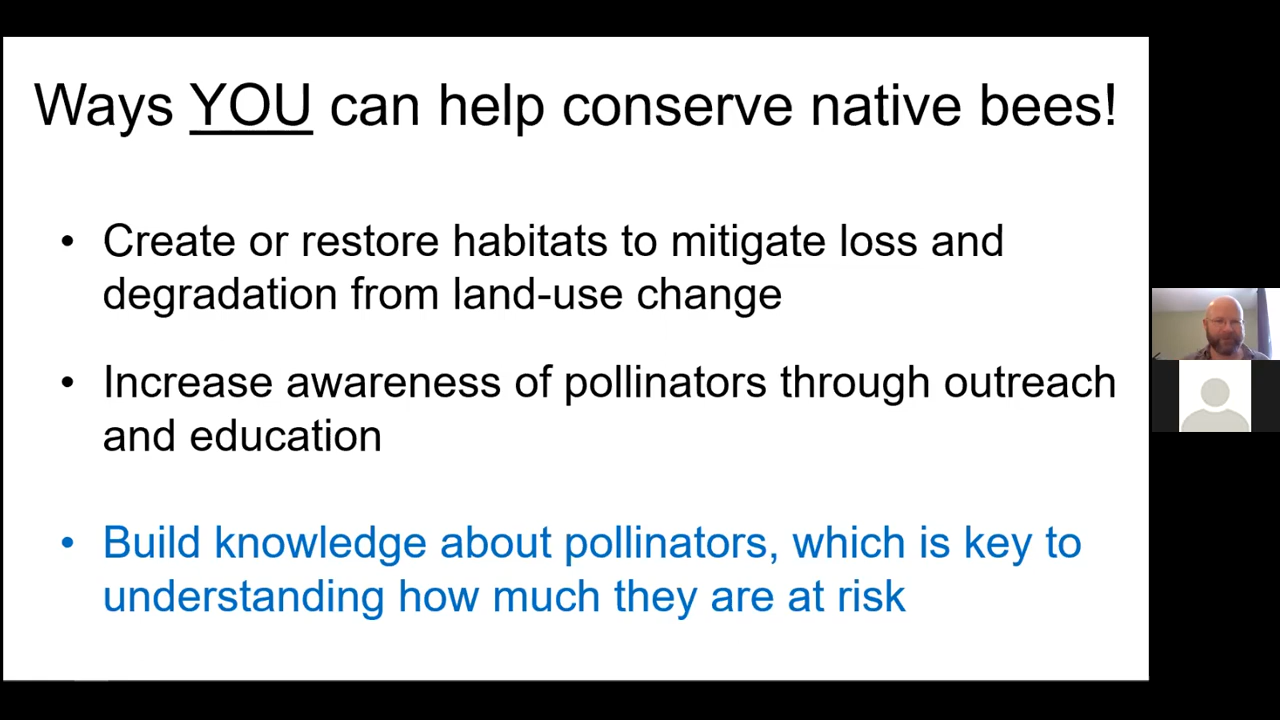 Ways YOU can help conserve native bees!
• Create or restore habitats to mitigate loss and
degradation from land-use change
• Increase awareness of pollinators through outreach
and education
• Build knowledge about pollinators, which is key to
understanding how much they are at risk